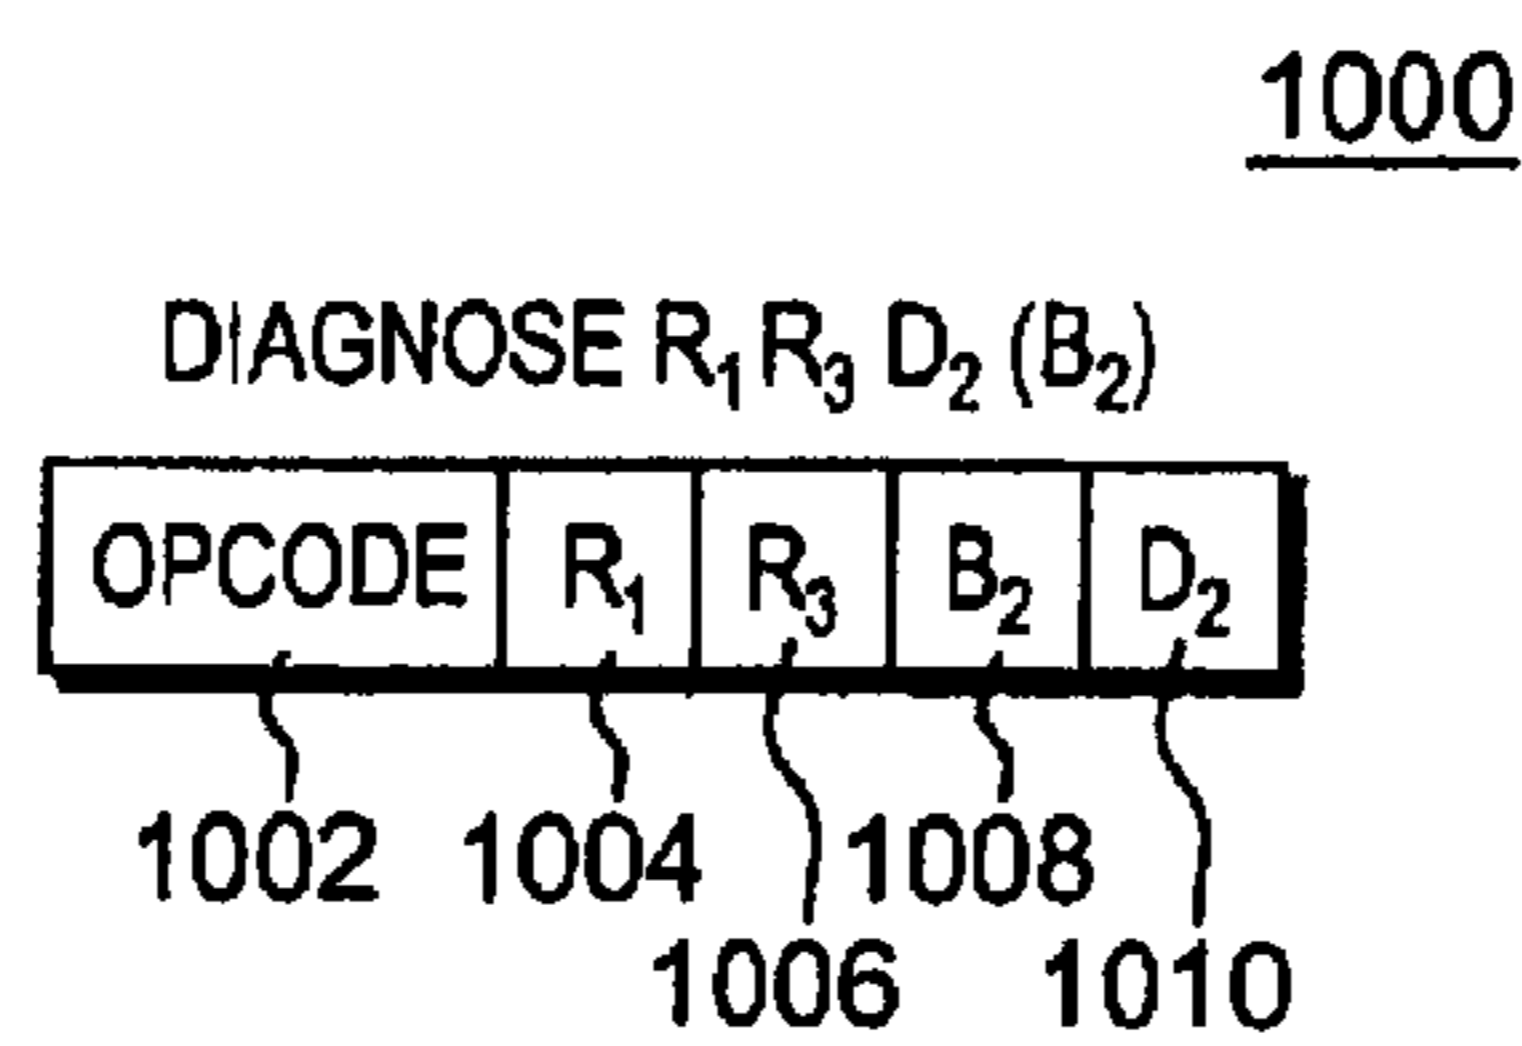 1000
DIAGNOSE R₁ R₃ D₂ (B₂)
OPCODE R₁ R₃ B₂ D₂
1002 1004 1008
1006 1010